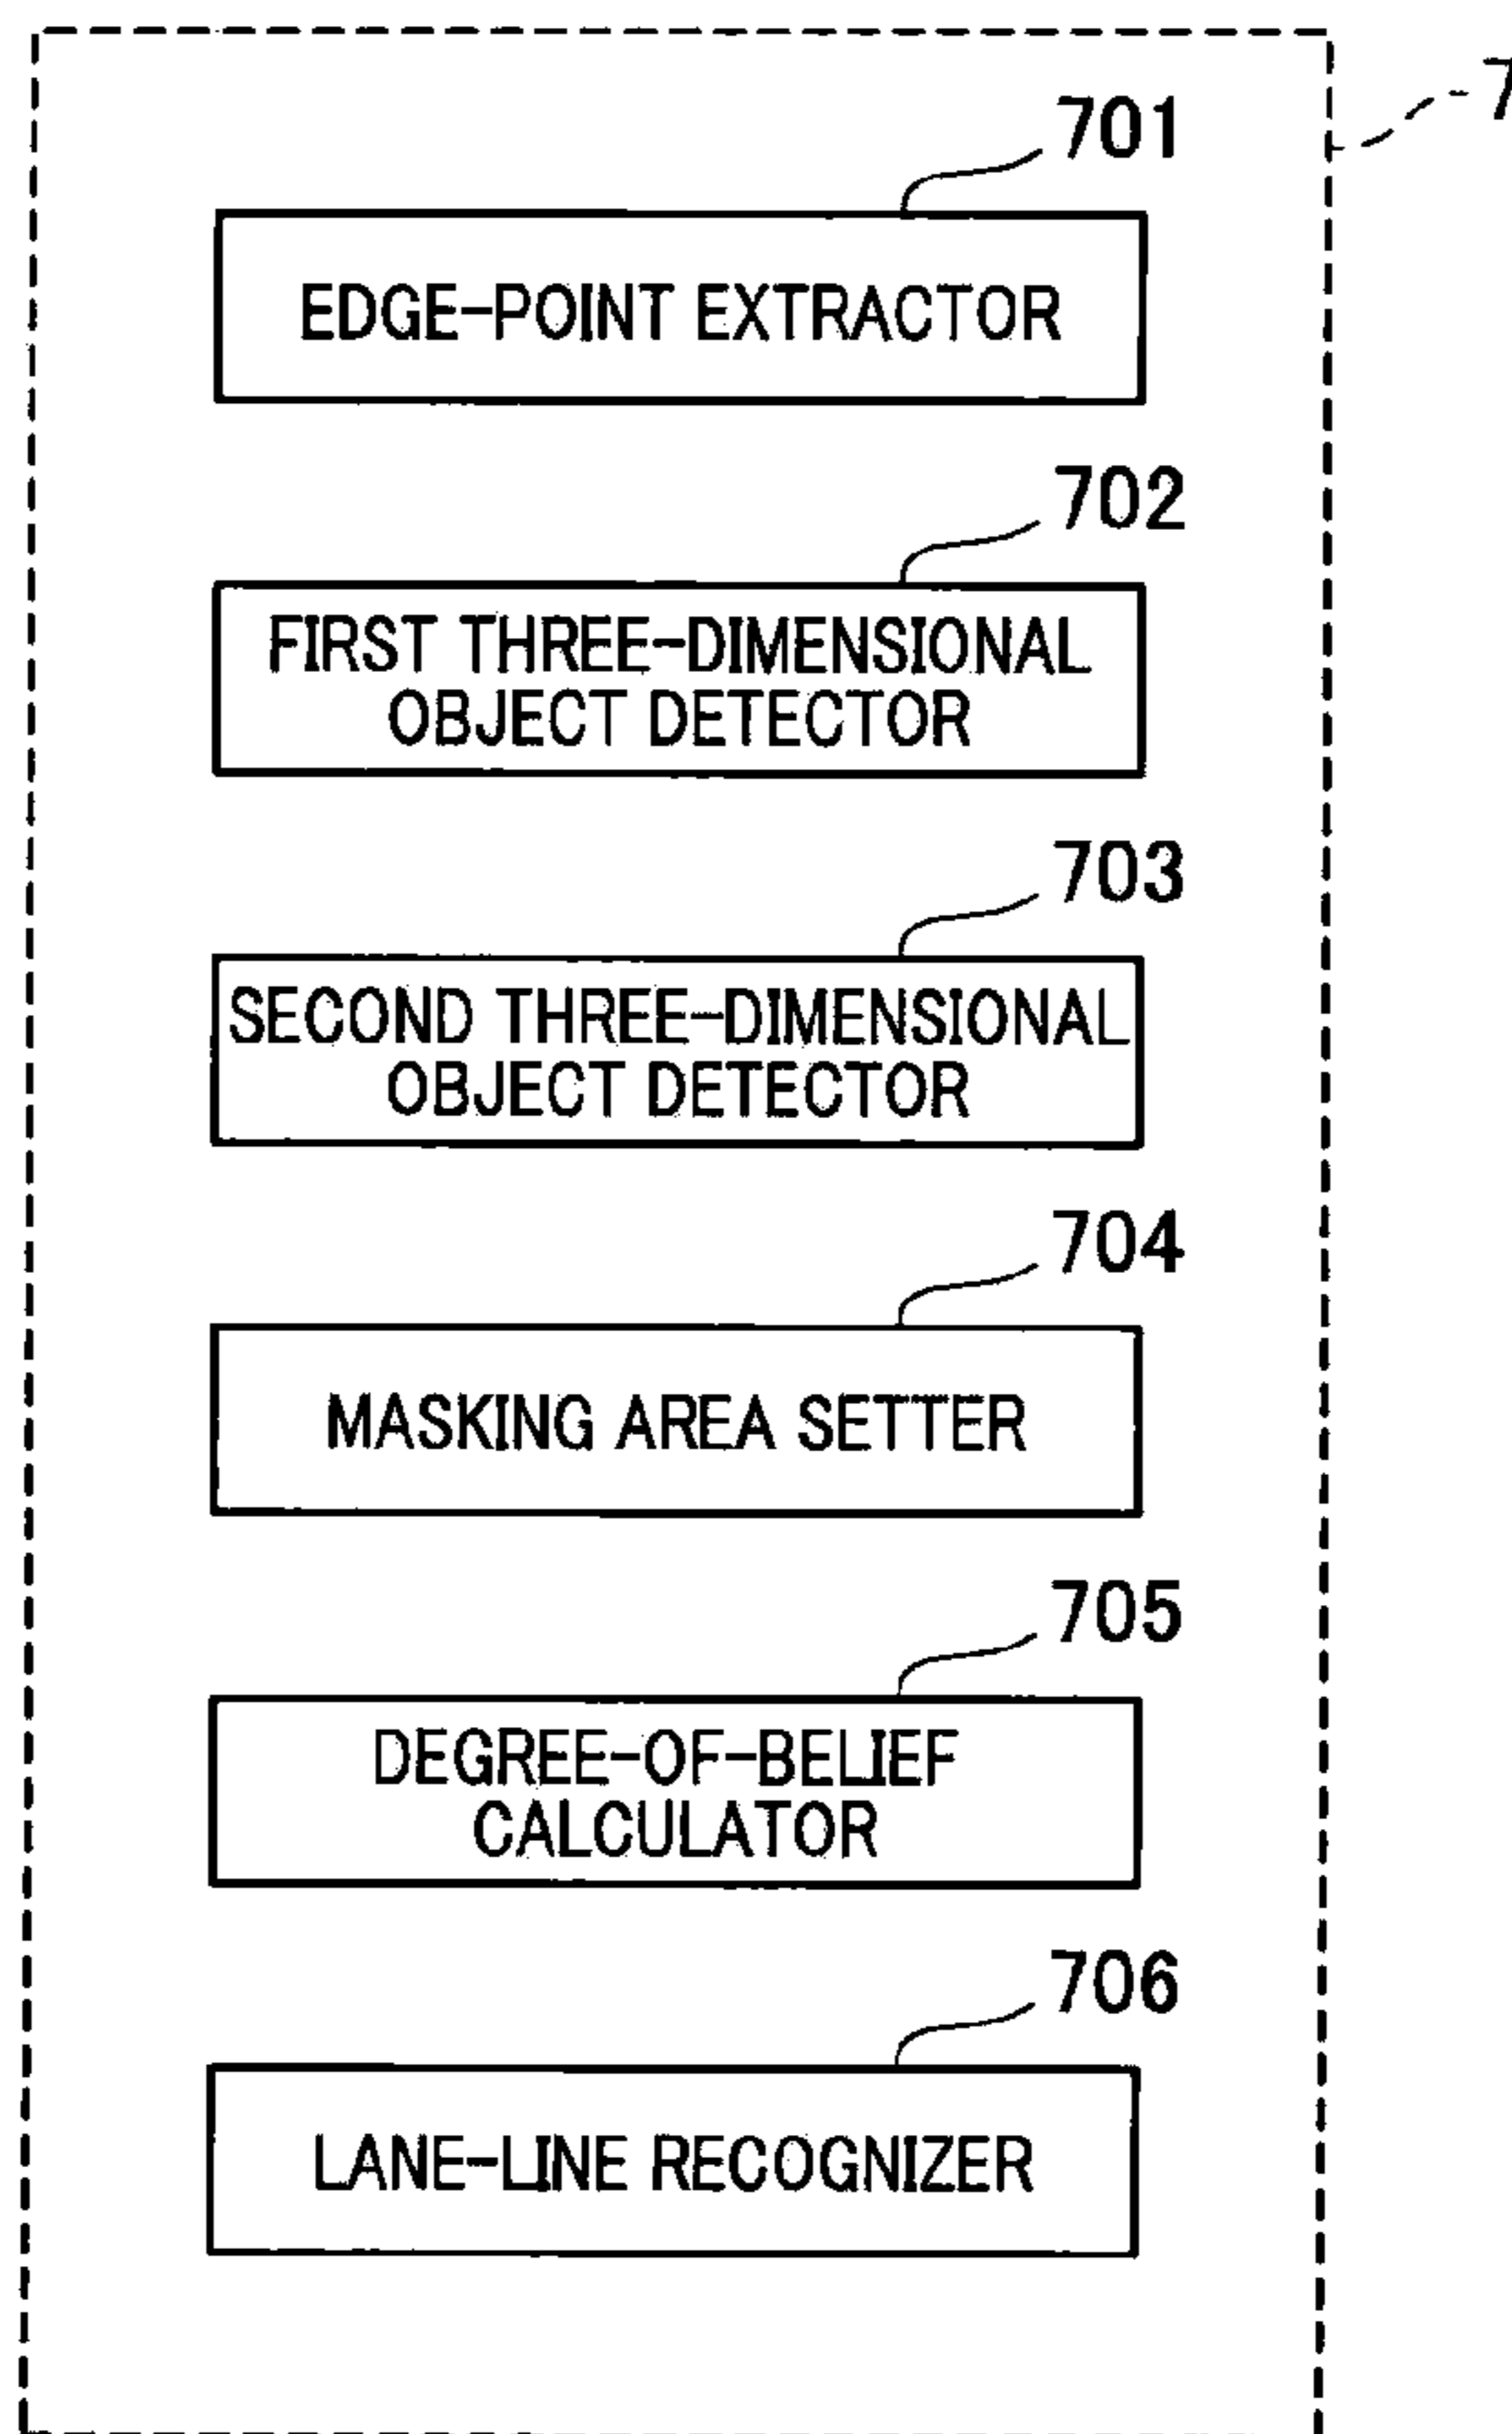 7
701
EDGE-POINT EXTRACTOR
702
FIRST THREE-DIMENSIONAL
OBJECT DETECTOR
703
SECOND THREE-DIMENSIONAL
OBJECT DETECTOR
704
MASKING AREA SETTER
705
DEGREE-OF-BELIEF
CALCULATOR
706
LANE-LINE RECOGNIZER